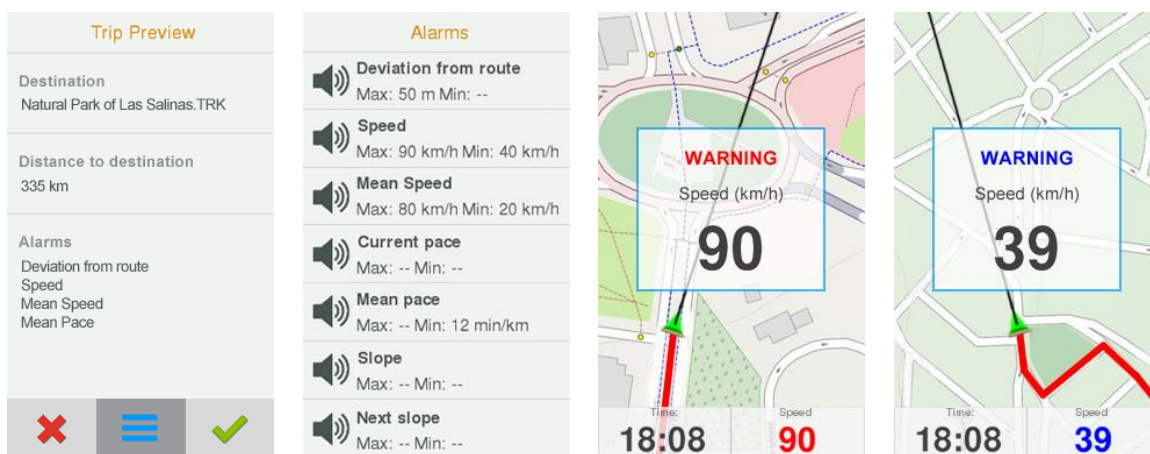 Trip Preview
Destination
Natural Park of Las Salinas.TRK
Distance to destination
335 km
Alarms
Deviation from route
Speed
Mean Speed
Mean Pace
Alarms
Deviation from route
Max: 50 m Min: --
Speed
Max: 90 km/h Min: 40 km/h
Mean Speed
Max: 80 km/h Min: 20 km/h
Current pace
Max: -- Min: --
Mean pace
Max: -- Min: 12 min/km
Slope
Max: -- Min: --
Next slope
Max: -- Min: --
WARNING
Speed (km/h)
90
Time: Speed
18:08 90
WARNING
Speed (km/h)
39
Time: Speed
18:08 39